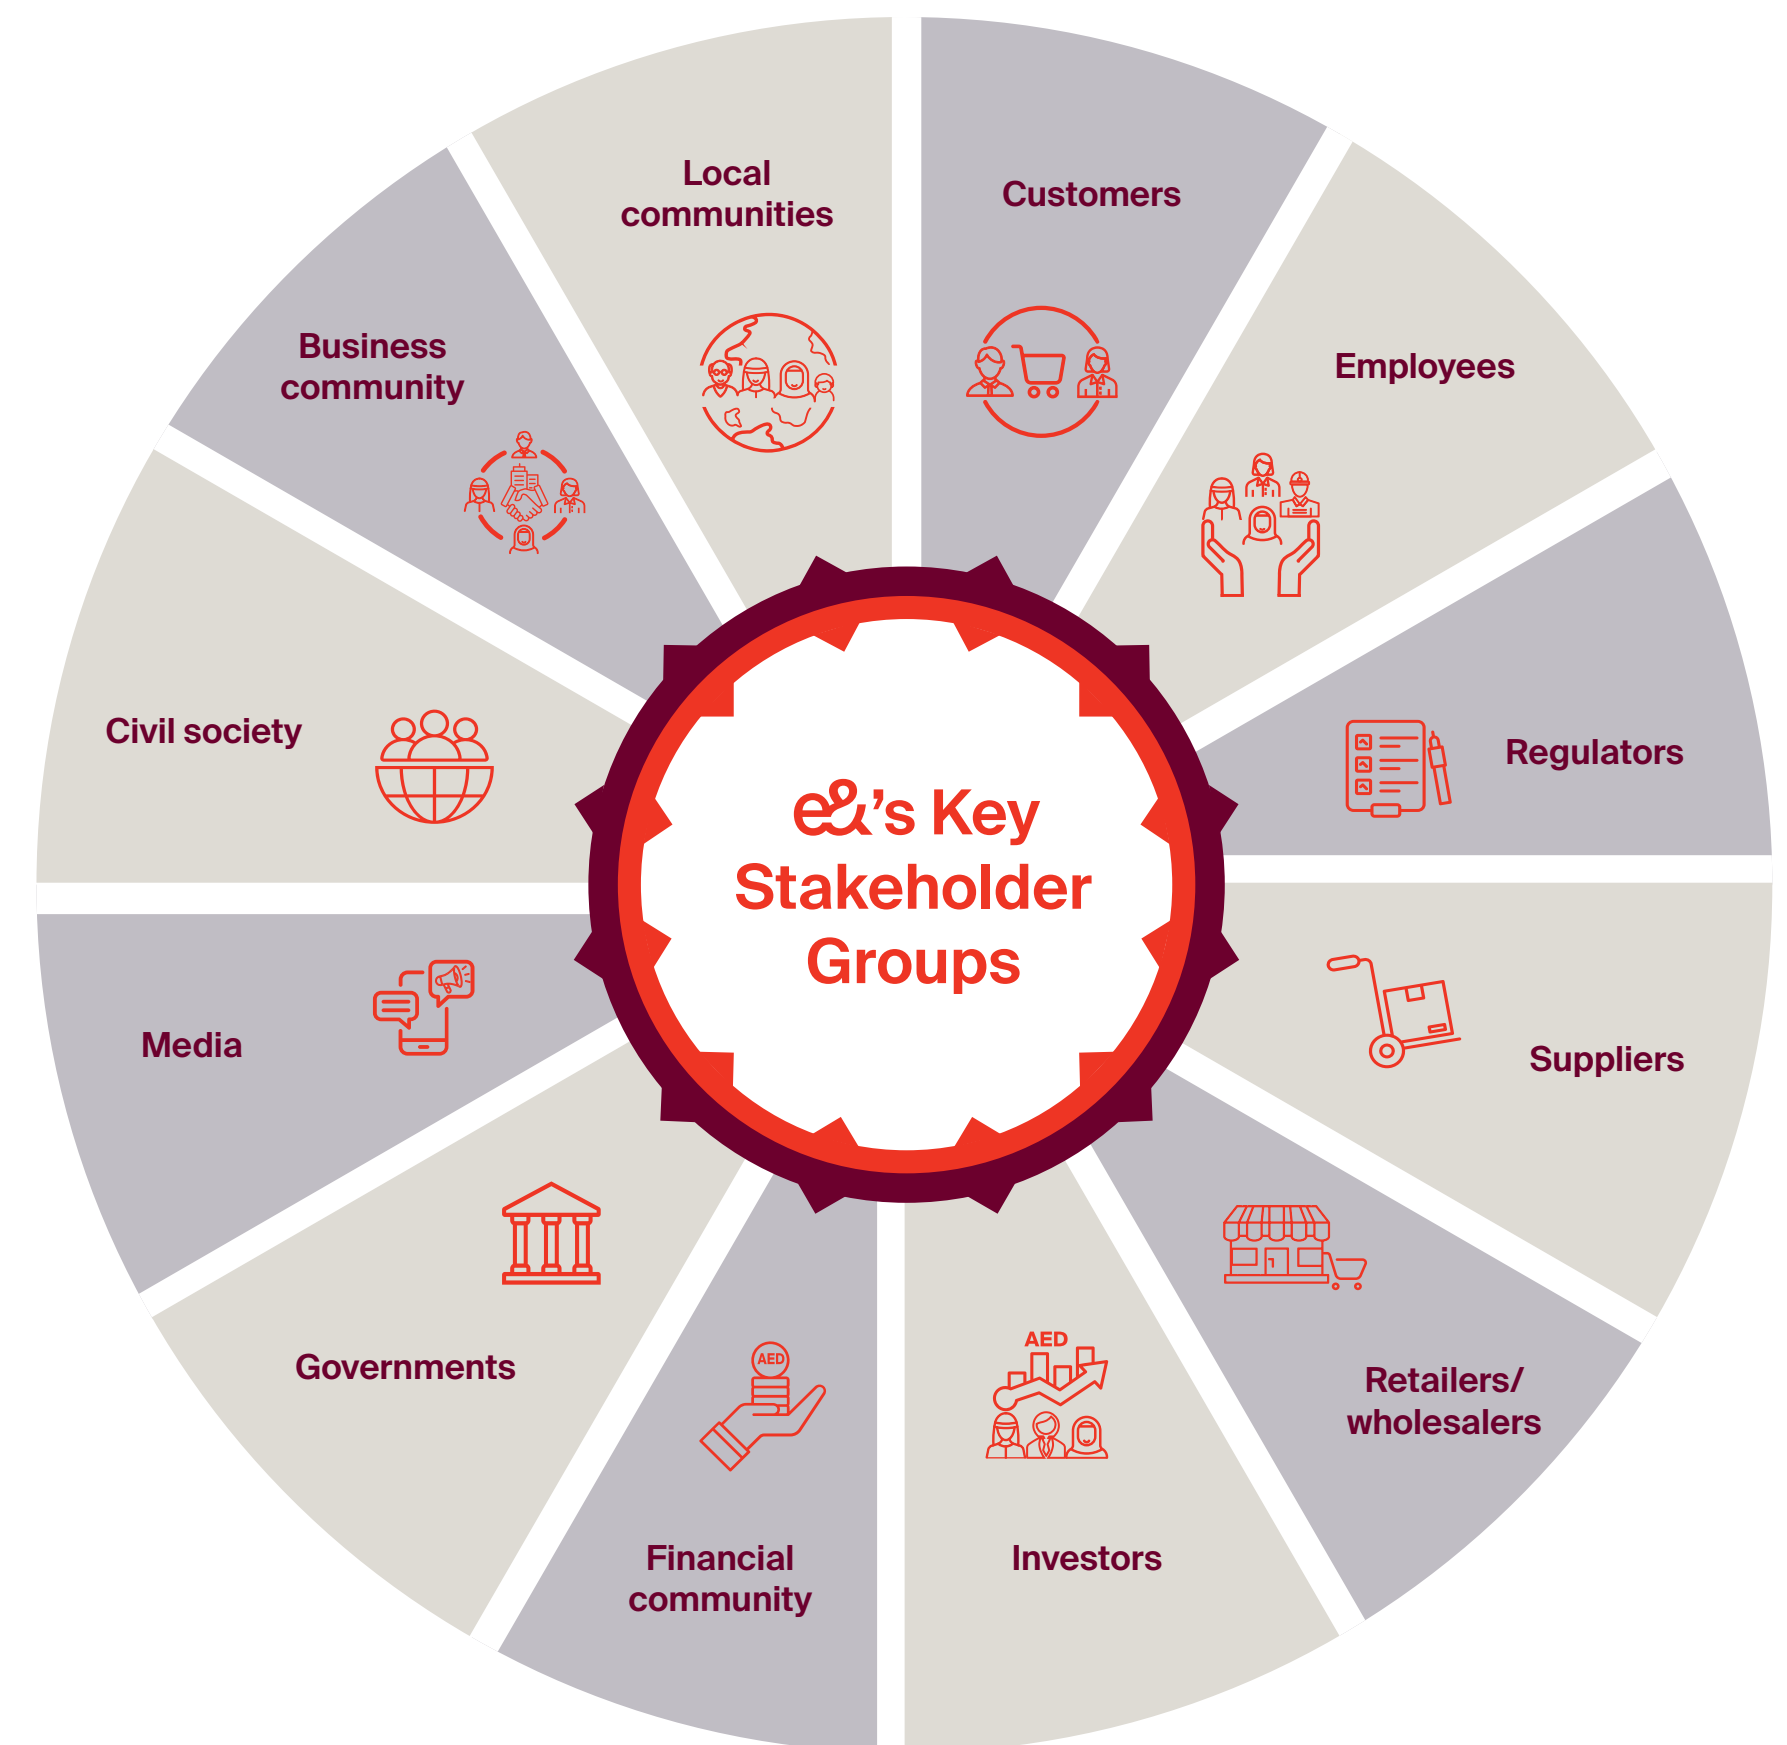 e&’s Key
Stakeholder
Groups
Customers
Employees
Regulators
Suppliers
Retailers/
wholesalers
AED
Investors
AED
Financial
community
Governments
Media
Civil society
Business
community
Local
communities